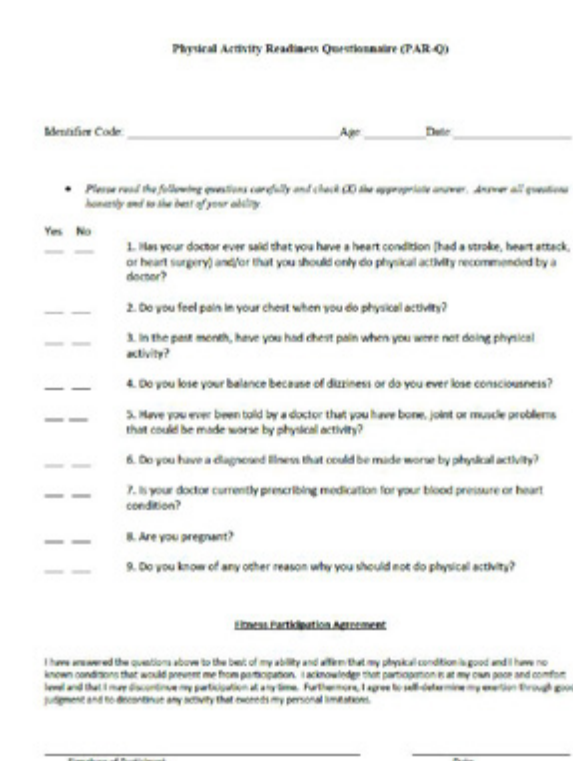 Physical Activity Readiness Questionnaire (PAR-Q)
Identifier Code: Age: Date:
• Please read the following questions carefully and check (X) the appropriate answer. Answer all questions
honestly and to the best of your ability.
Yes No
1. Has your doctor ever said that you have a heart condition (had a stroke, heart attack,
or heart surgery) and/or that you should only do physical activity recommended by a
doctor?
2. Do you feel pain in your chest when you do physical activity?
3. In the past month, have you had chest pain when you were not doing physical
activity?
4. Do you lose your balance because of dizziness or do you ever lose consciousness?
5. Have you ever been told by a doctor that you have bone, joint or muscle problems
that could be made worse by physical activity?
6. Do you have a diagnosed illness that could be made worse by physical activity?
7. Is your doctor currently prescribing medication for your blood pressure or heart
condition?
8. Are you pregnant?
9. Do you know of any other reason why you should not do physical activity?
Fitness Participation Agreement
I have answered the questions above to the best of my ability and affirm that my physical condition is good and I have no
known conditions that would prevent me from participation. I acknowledge that participation is at my own pace and comfort
level and that I may discontinue my participation at any time. Furthermore, I agree to self-determine my exertion through good
judgment and to discontinue any activity that exceeds my personal limitations.
Signature of Participant Date